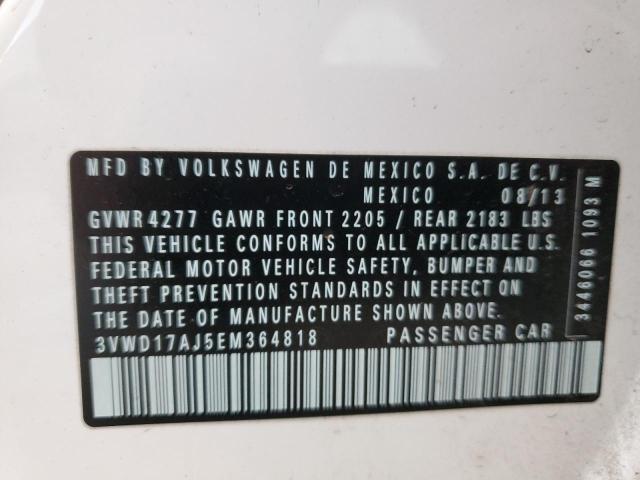 MFD BY VOLKSWAGEN DE MEXICO S.A. DE C.V.
MEXICO 08/13
GVWR 4277 GAWR FRONT 2205 / REAR 2183 LBS
THIS VEHICLE CONFORMS TO ALL APPLICABLE U.S.
FEDERAL MOTOR VEHICLE SAFETY, BUMPER AND
THEFT PREVENTION STANDARDS IN EFFECT ON
THE DATE OF MANUFACTURE SHOWN ABOVE.
3VWD17AJ5EM364818 PASSENGER CAR
3446066 1093 M